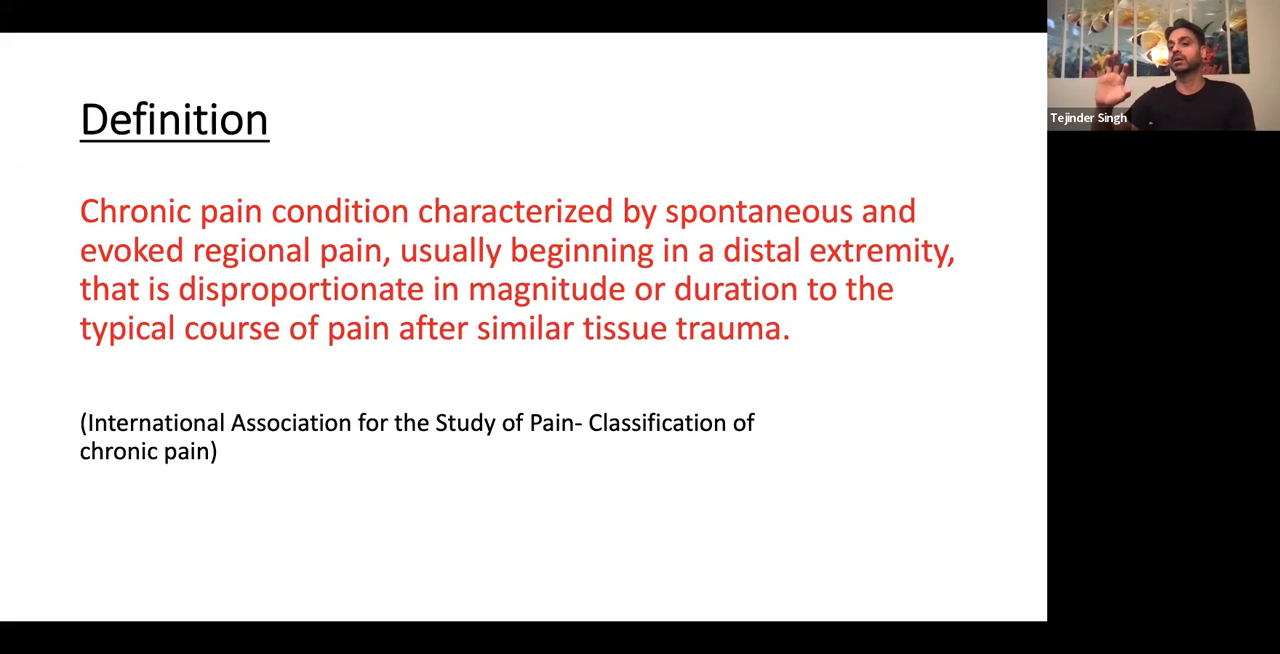 Definition
Chronic pain condition characterized by spontaneous and
evoked regional pain, usually beginning in a distal extremity,
that is disproportionate in magnitude or duration to the
typical course of pain after similar tissue trauma.
(International Association for the Study of Pain- Classification of
chronic pain)
Tejinder Singh